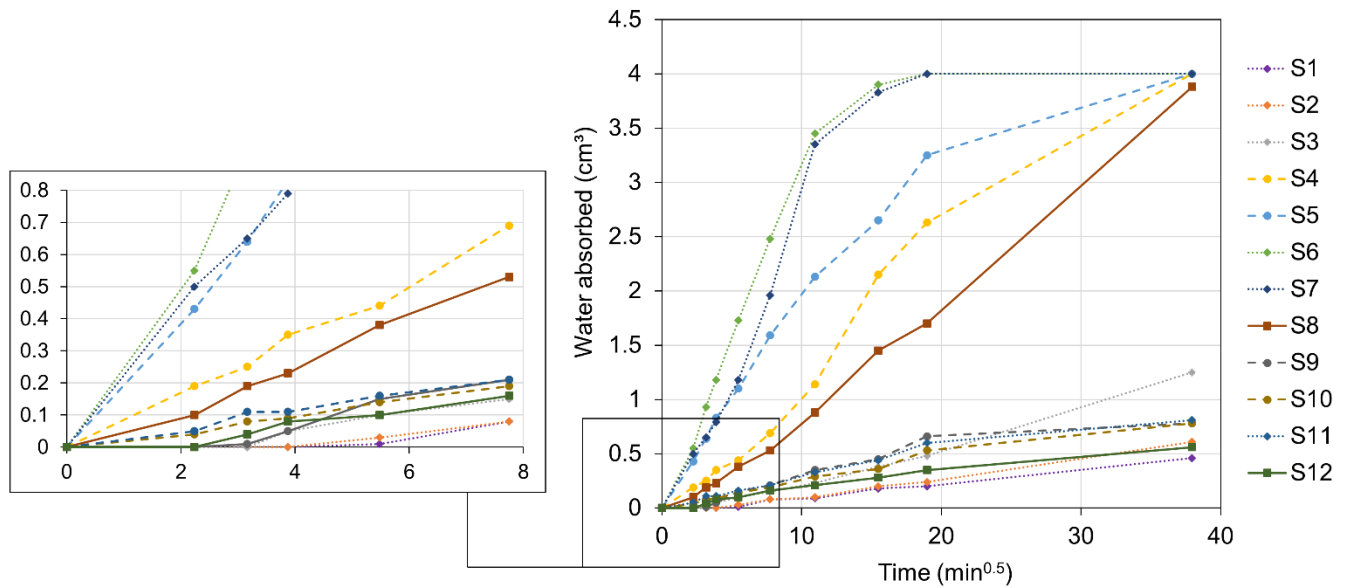 0.8
0.7
0.6
0.5
0.4
0.3
0.2
0.1
0
0 2 4 6 8
4.5
4
3.5
3
2.5
2
1.5
1
0.5
0
0 10 20 30 40
Water absorbed (cm³)
Time (min⁰·⁵)
S1
S2
S3
S4
S5
S6
S7
S8
S9
S10
S11
S12